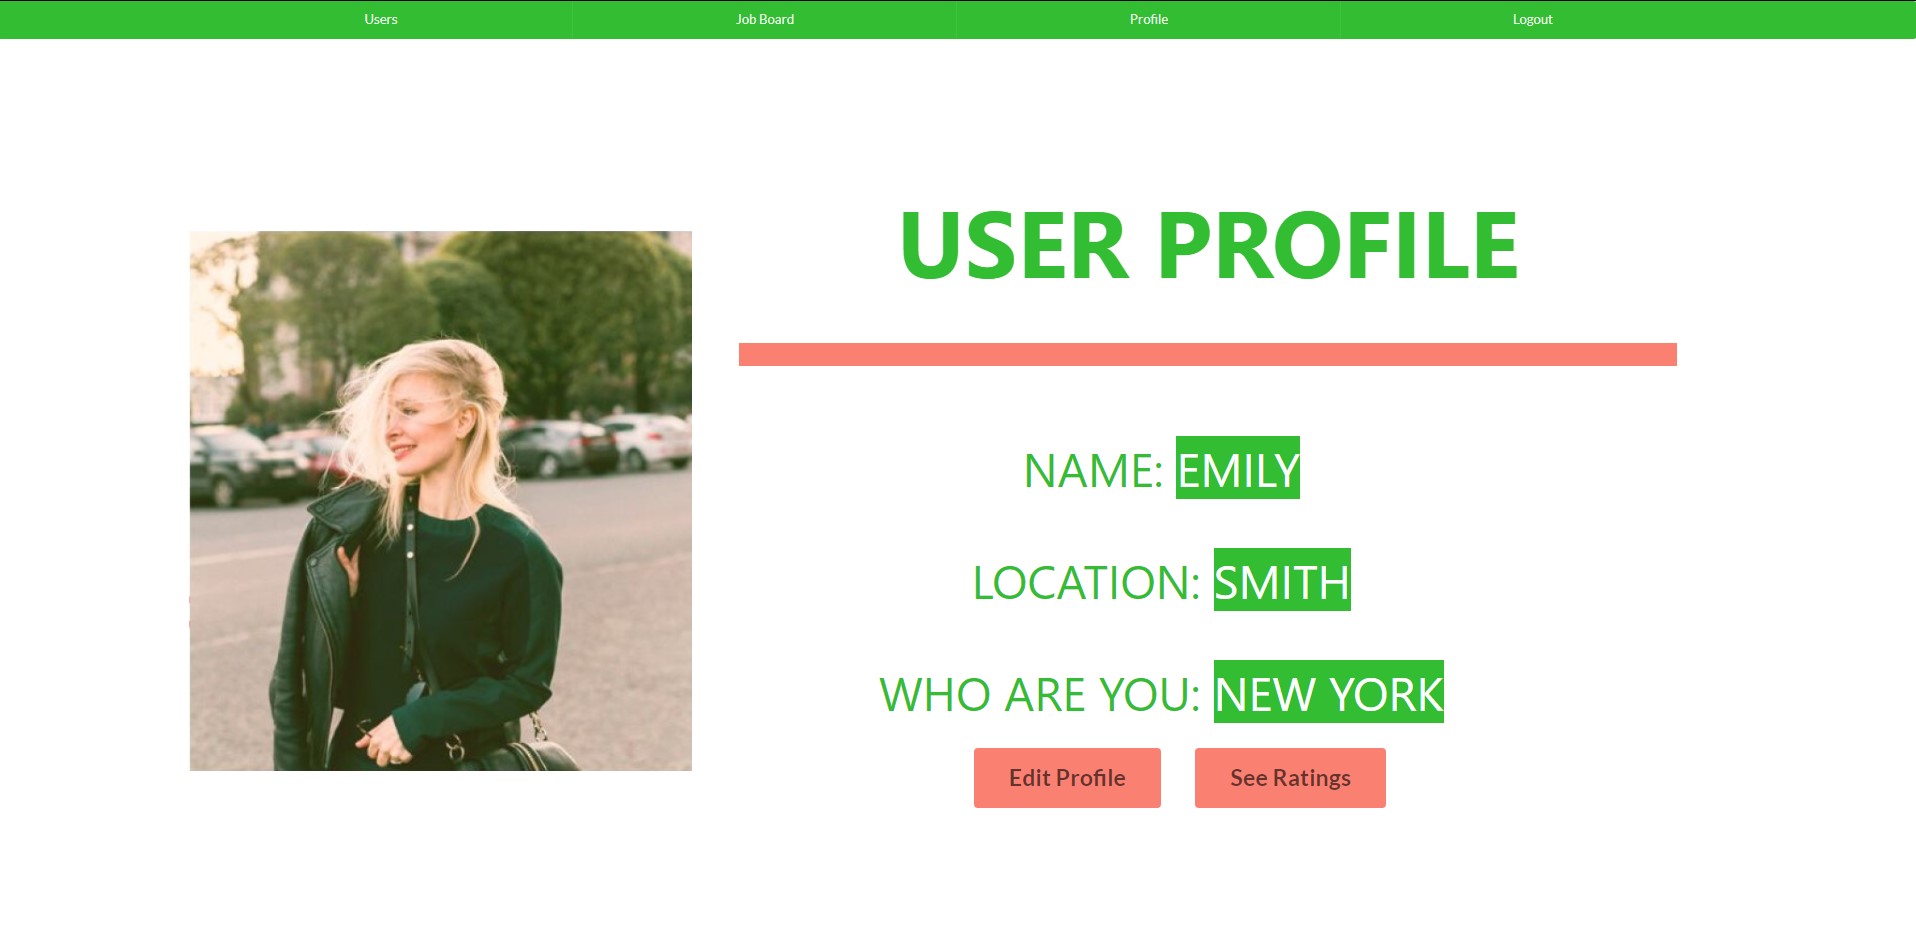 Users Job Board Profile Logout
USER PROFILE
NAME: EMILY
LOCATION: SMITH
WHO ARE YOU: NEW YORK
Edit Profile See Ratings